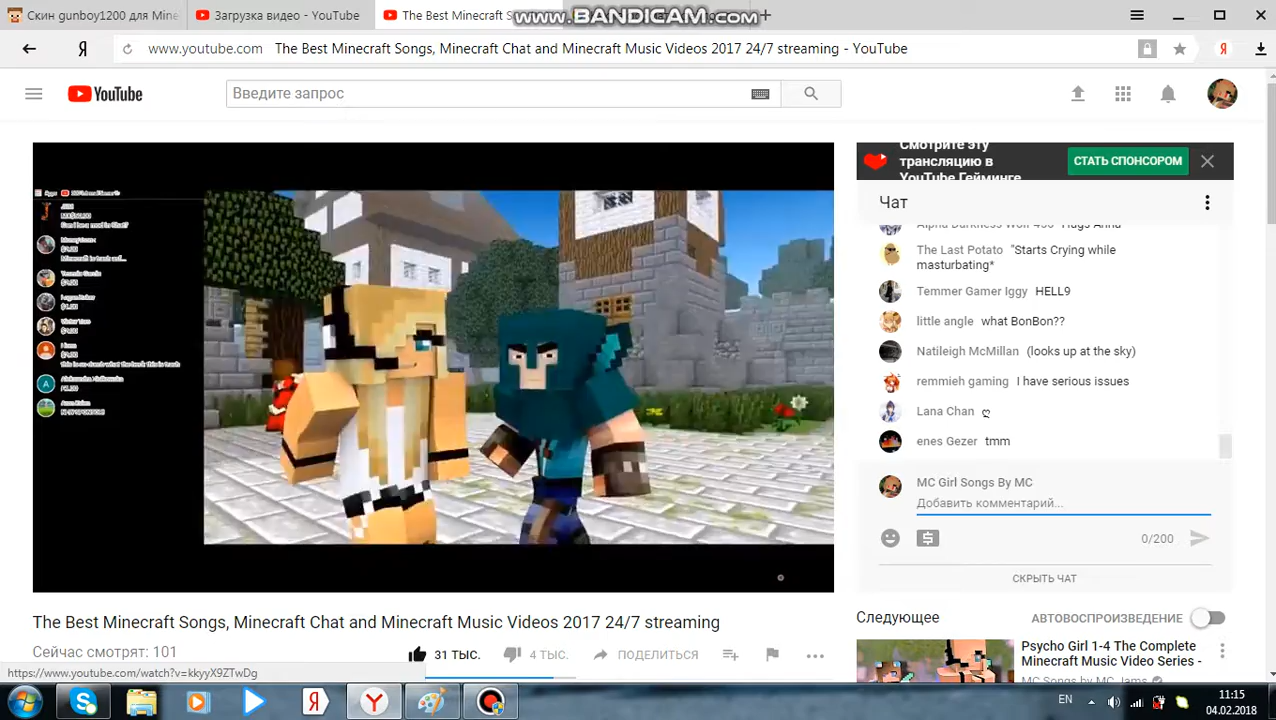 Скин gunboy1200 для Mine
Загрузка видео - YouTube
The Best Minecraft S
www.BANDICAM.com
Я
www.youtube.com The Best Minecraft Songs, Minecraft Chat and Minecraft Music Videos 2017 24/7 streaming - YouTube
Я
YouTube
Введите запрос
Смотрите эту
трансляцию в
YouTube Гейминге
СТАТЬ СПОНСОРОМ
Чат
The Last Potato "Starts Crying while
masturbating*
Temmer Gamer Iggy HELL9
little angle what BonBon??
Natileigh McMillan (looks up at the sky)
remmieh gaming I have serious issues
Lana Chan ღ
enes Gezer tmm
MC Girl Songs By MC
Добавить комментарий...
0/200
СКРЫТЬ ЧАТ
The Best Minecraft Songs, Minecraft Chat and Minecraft Music Videos 2017 24/7 streaming
Сейчас смотрят: 101
31 ТЫС.
4 ТЫС.
ПОДЕЛИТЬСЯ
Следующее
АВТОВОСПРОИЗВЕДЕНИЕ
Psycho Girl 1-4 The Complete
Minecraft Music Video Series -
MC Songs by MC Jams
https://www.youtube.com/watch?v=kkyyX9ZTwDg
EN
11:15
04.02.2018